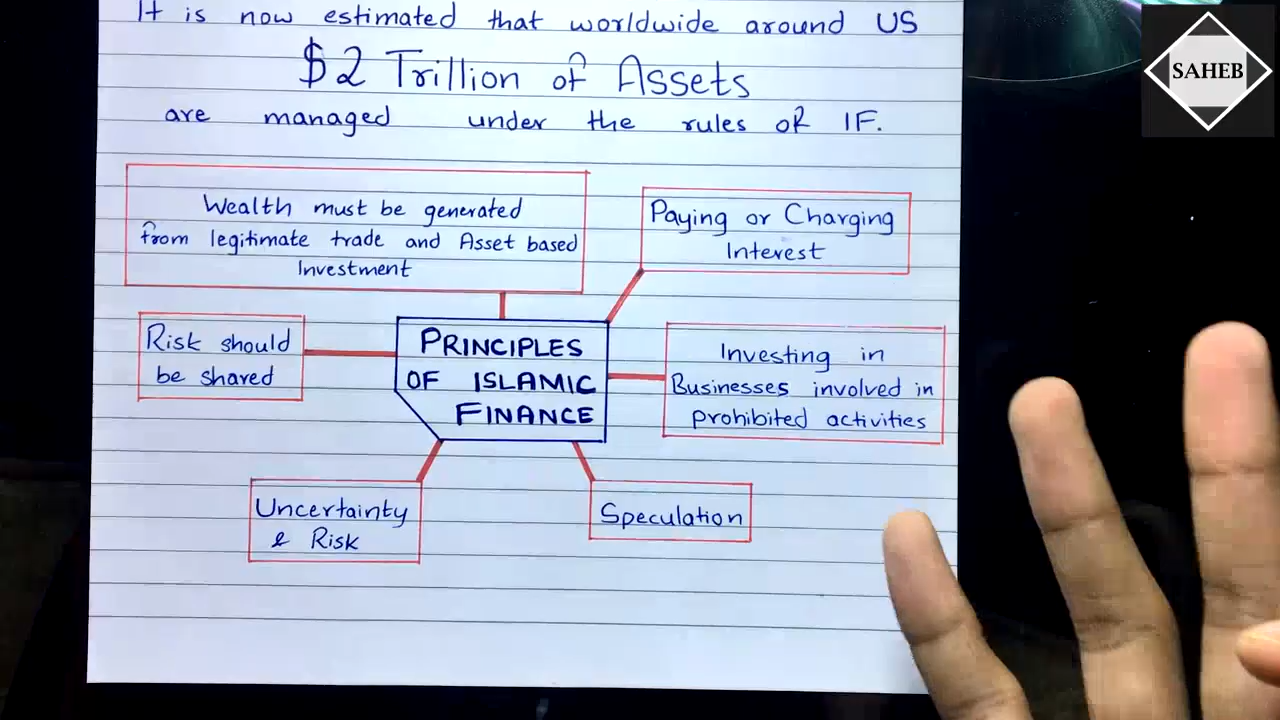 It is now estimated that worldwide around US
$2 Trillion of Assets
are managed under the rules of IF.
Wealth must be generated
from legitimate trade and Asset based
Investment
Paying or Charging
Interest
Risk should
be shared
PRINCIPLES
OF ISLAMIC
FINANCE
Investing in
Businesses involved in
prohibited activities
Uncertainty
& Risk
Speculation
SAHEB